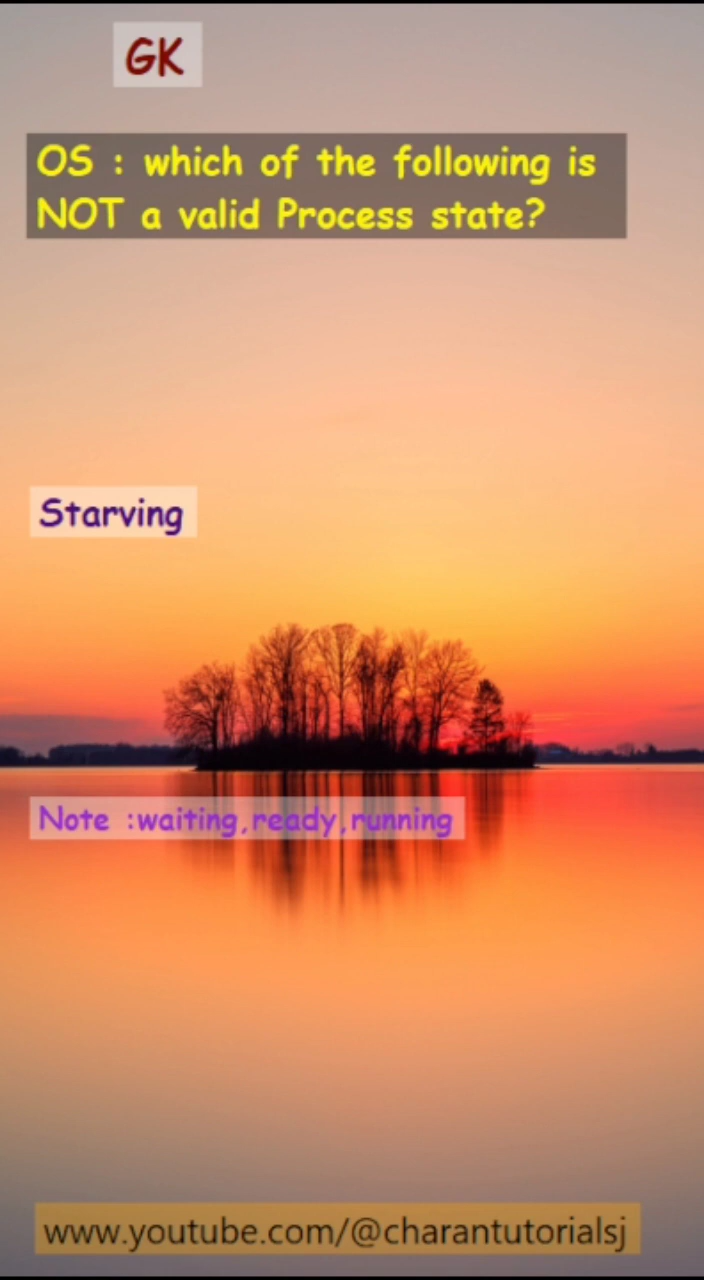 GK
OS : which of the following is
NOT a valid Process state?
Starving
Note :waiting,ready,running
www.youtube.com/@charantutorialsj